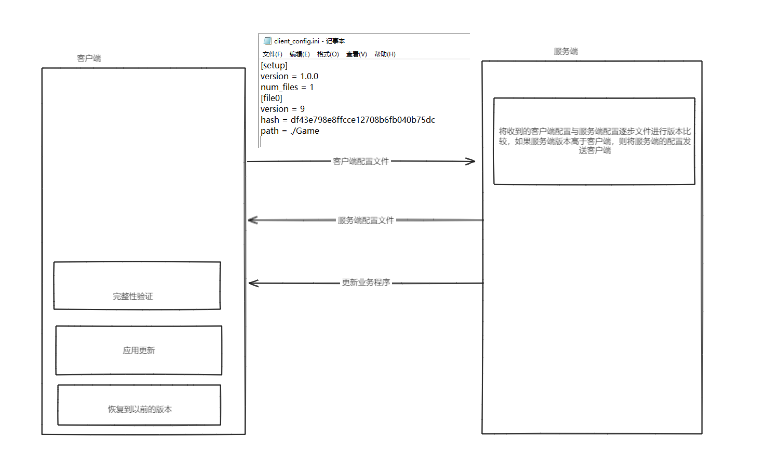 客户端
服务端
client_config.ini - 记事本
文件(F) 编辑(E) 格式(O) 查看(V) 帮助(H)
[setup]
version = 1.0.0
num_files = 1
[file0]
version = 9
hash = df43e798e8ffcce12708b6fb040b75dc
path = ./Game
将收到的客户端配置与服务端配置逐步文件进行版本比
较，如果服务端版本高于客户端，则将服务端的配置发
送客户端
客户端配置文件
服务端配置文件
更新业务程序
完整性验证
应用更新
恢复到以前的版本